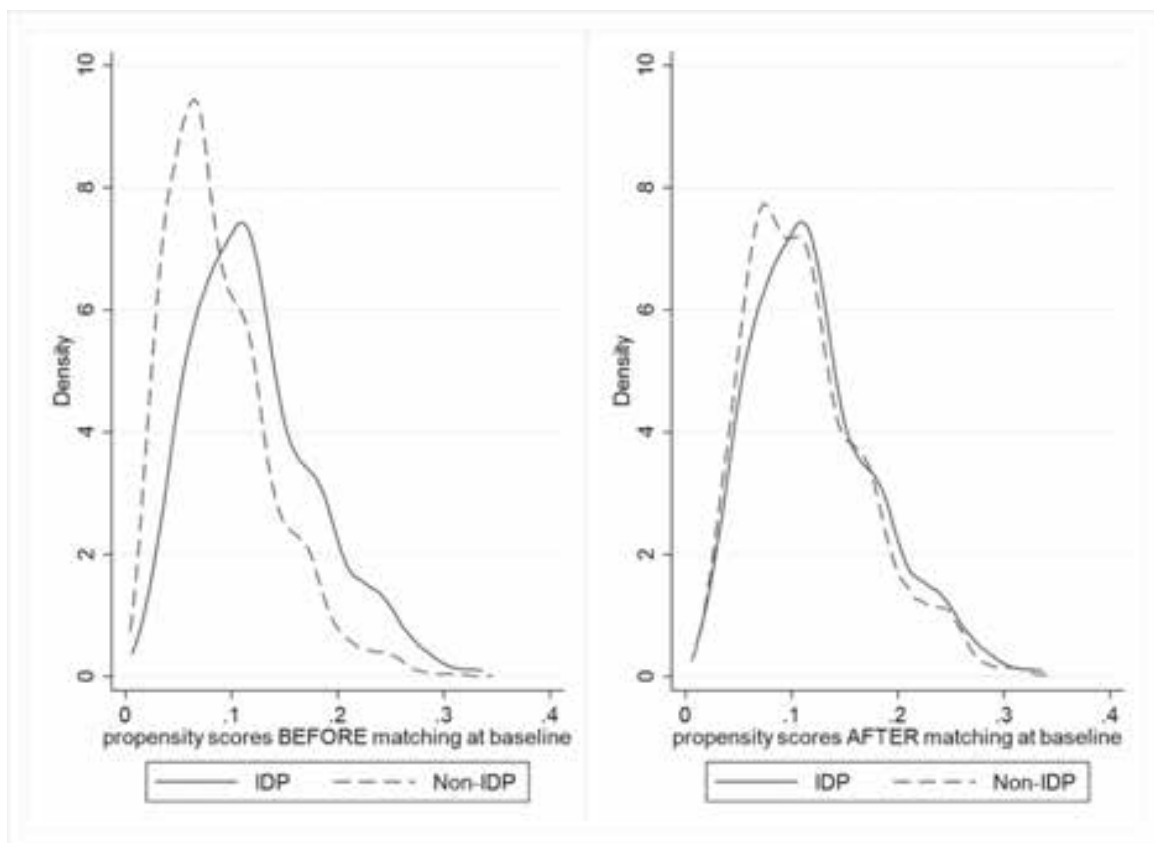 10
8
6
4
2
0
Density
0 .1 .2 .3 .4
propensity scores BEFORE matching at baseline
IDP Non-IDP
10
8
6
4
2
0
Density
0 .1 .2 .3 .4
propensity scores AFTER matching at baseline
IDP Non-IDP